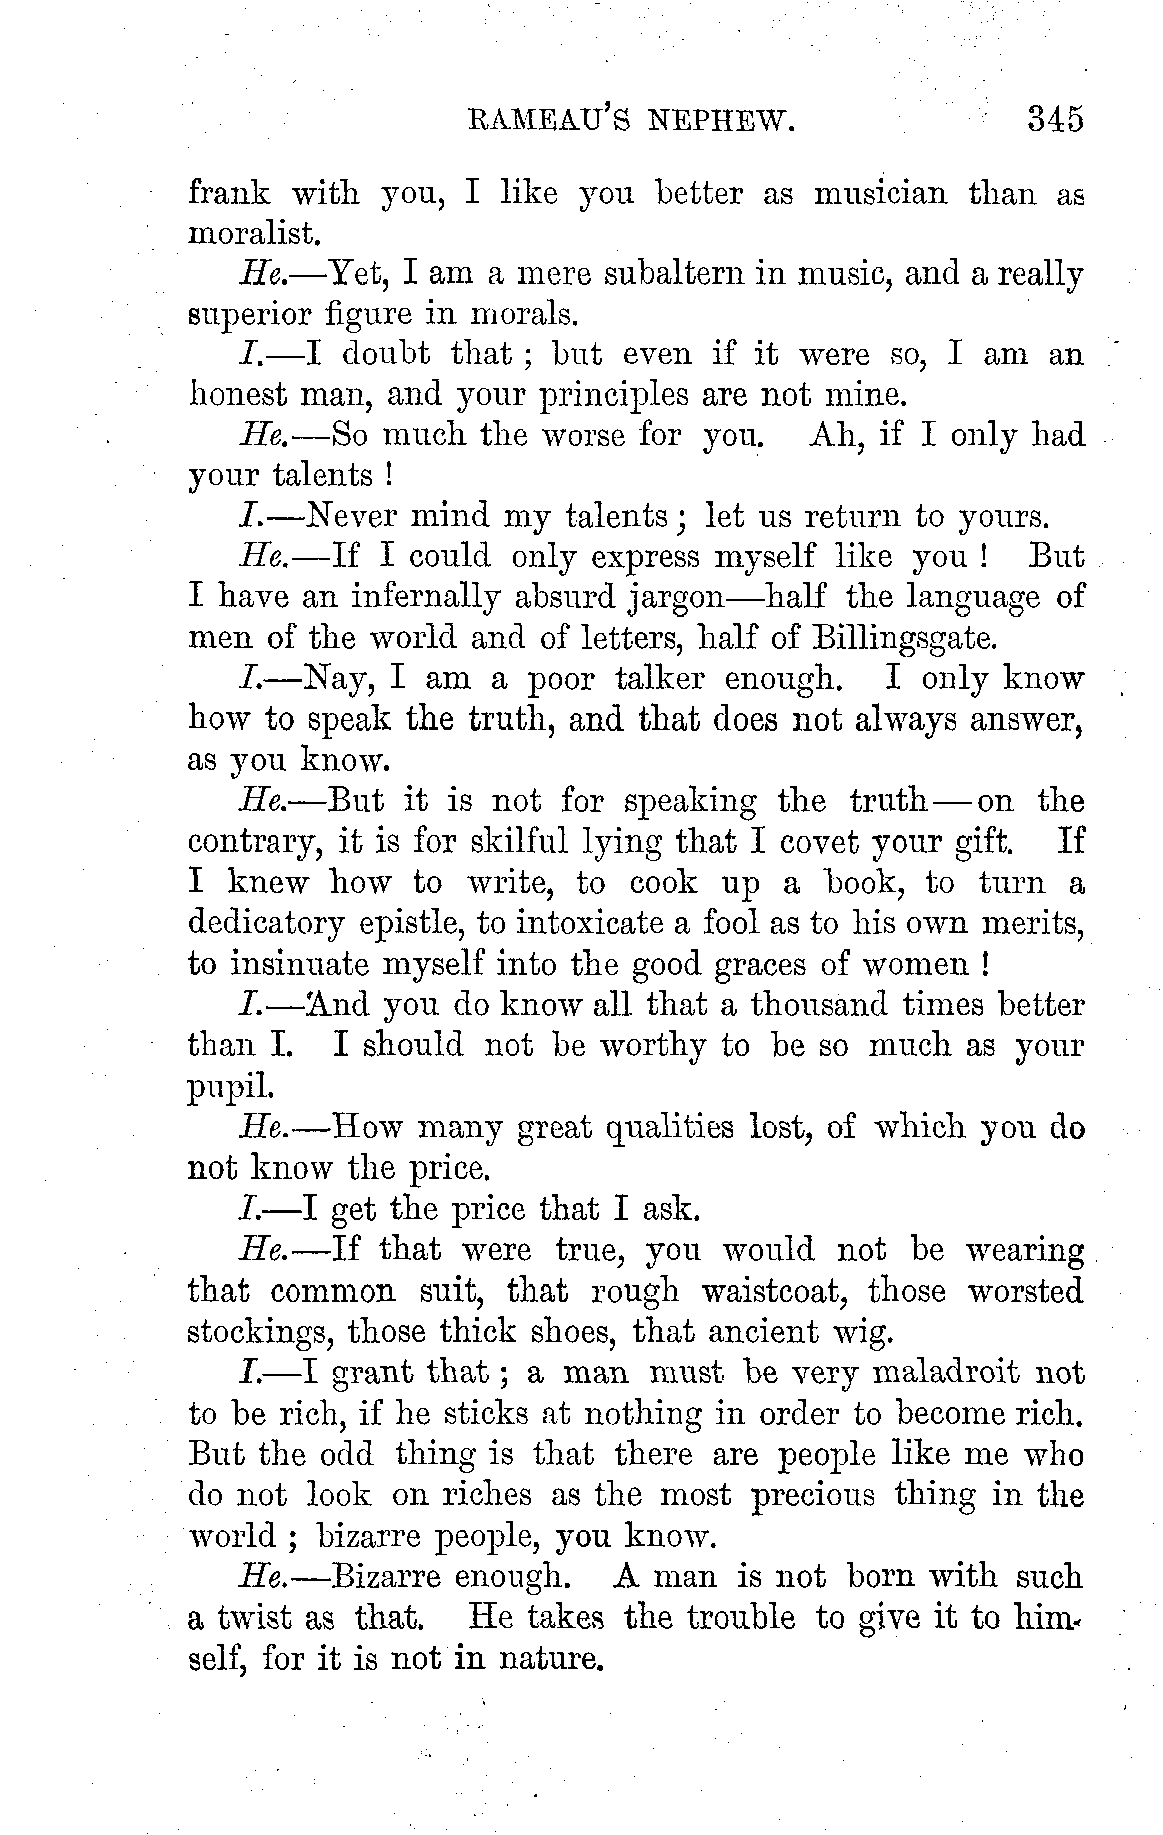 RAMEAU'S NEPHEW. 345
frank with you, I like you better as musician than as
moralist.
He.—Yet, I am a mere subaltern in music, and a really
superior figure in morals.
I.—I doubt that ; but even if it were so, I am an
honest man, and your principles are not mine.
He.—So much the worse for you. Ah, if I only had
your talents !
I.—Never mind my talents ; let us return to yours.
He.—If I could only express myself like you ! But
I have an infernally absurd jargon—half the language of
men of the world and of letters, half of Billingsgate.
I.—Nay, I am a poor talker enough. I only know
how to speak the truth, and that does not always answer,
as you know.
He.—But it is not for speaking the truth—on the
contrary, it is for skilful lying that I covet your gift. If
I knew how to write, to cook up a book, to turn a
dedicatory epistle, to intoxicate a fool as to his own merits,
to insinuate myself into the good graces of women !
I.—And you do know all that a thousand times better
than I. I should not be worthy to be so much as your
pupil.
He.—How many great qualities lost, of which you do
not know the price.
I.—I get the price that I ask.
He.—If that were true, you would not be wearing
that common suit, that rough waistcoat, those worsted
stockings, those thick shoes, that ancient wig.
I.—I grant that ; a man must be very maladroit not
to be rich, if he sticks at nothing in order to become rich.
But the odd thing is that there are people like me who
do not look on riches as the most precious thing in the
world ; bizarre people, you know.
He.—Bizarre enough. A man is not born with such
a twist as that. He takes the trouble to give it to him-
self, for it is not in nature.